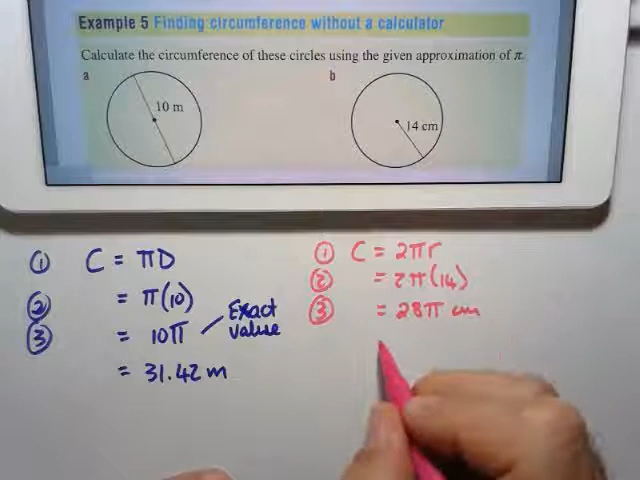 Example 5 Finding circumference without a calculator
Calculate the circumference of these circles using the given approximation of π.
a
10 m
b
14 cm
① C = πD
② = π(10)
③ = 10π
Exact
value
= 31.42 m
① C = 2πr
② = 2π(14)
③ = 28π cm